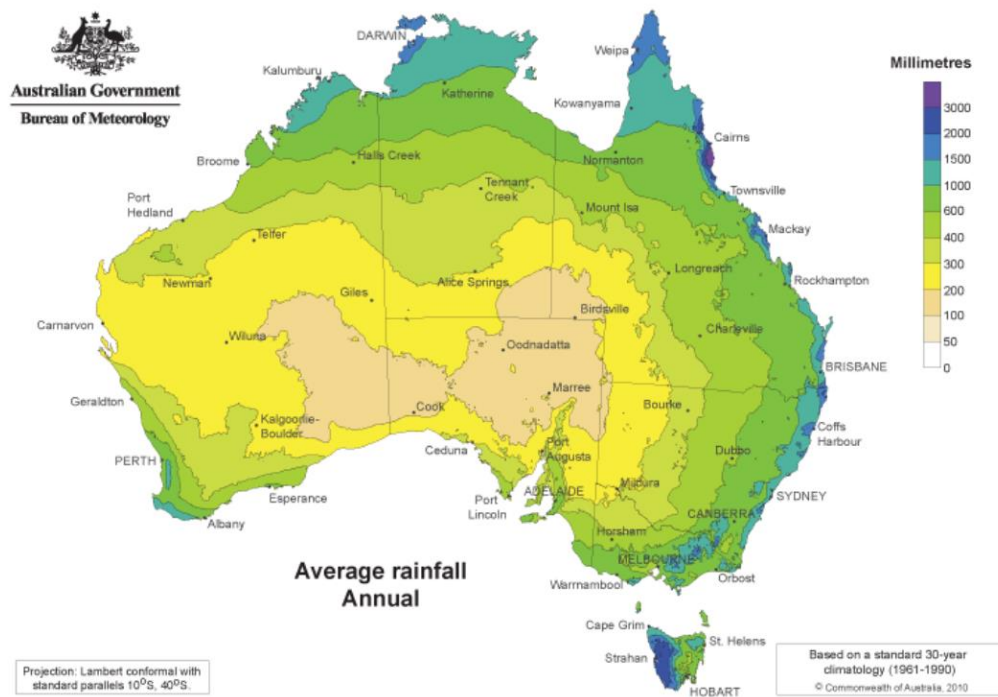 Australian Government
Bureau of Meteorology
DARWIN
Kalumburu
Katherine
Weipa
Kowanyama
Cairns
Broome
Halls Creek
Normanton
Townsville
Port
Hedland
Tennant
Creek
Mount Isa
Mackay
Telfer
Newman
Alice Springs
Longreach
Rockhampton
Giles
Birdsville
Carnarvon
Wiluna
Oodnadatta
Charleville
BRISBANE
Geraldton
Marree
Cook
Bourke
Kalgoorlie-
Boulder
Coffs
Harbour
Ceduna
Port
Augusta
Dubbo
PERTH
Esperance
Port
Lincoln
ADELAIDE
Mildura
SYDNEY
Albany
CANBERRA
Horsham
MELBOURNE
Warrnambool
Orbost
Cape Grim
St. Helens
Strahan
HOBART
Millimetres
3000
2000
1500
1000
600
400
300
200
100
50
0
Average rainfall
Annual
Projection: Lambert conformal with
standard parallels 10°S, 40°S.
Based on a standard 30-year
climatology (1961-1990)
© Commonwealth of Australia, 2010